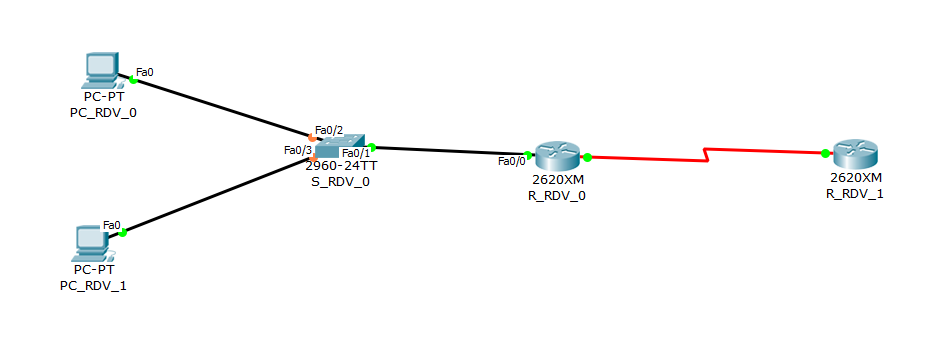 Fa0
PC-PT
PC_RDV_0
Fa0/2
Fa0/3
Fa0/1
2960-24TT
S_RDV_0
Fa0/0
2620XM
R_RDV_0
2620XM
R_RDV_1
Fa0
PC-PT
PC_RDV_1